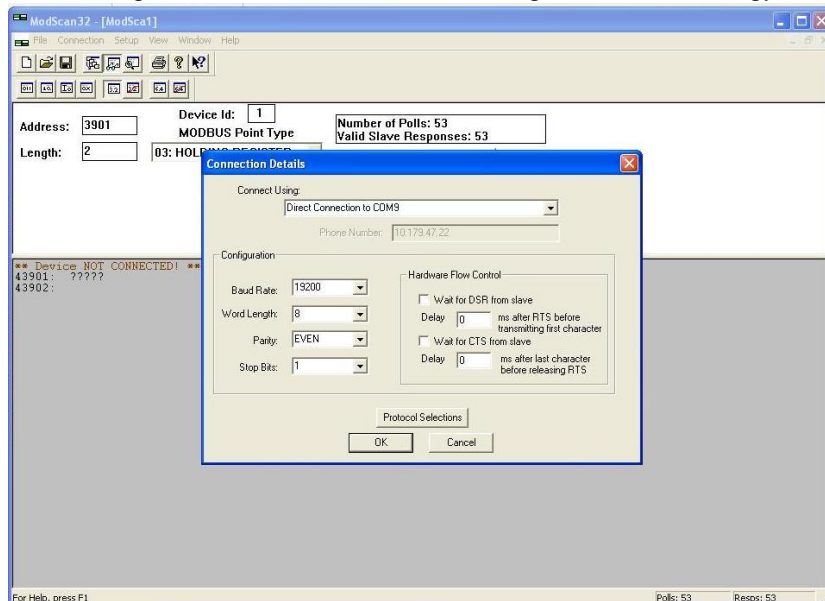 ModScan32 - [ModSca1]
File Connection Setup View Window Help
Address: 3901
Device Id: 1
MODBUS Point Type
Length: 2
03: HOLDING REGISTER
Number of Polls: 53
Valid Slave Responses: 53
** Device NOT CONNECTED! **
43901: ?????
43902:
Connection Details
Connect Using:
Direct Connection to COM9
Phone Number: 10.179.47.22
Configuration
Baud Rate: 19200
Word Length: 8
Parity: EVEN
Stop Bits: 1
Hardware Flow Control
Wait for DSR from slave
Delay 0 ms after RTS before transmitting first character
Wait for CTS from slave
Delay 0 ms after last character before releasing RTS
Protocol Selections
OK Cancel
For Help, press F1
Polls: 53 Resps: 53